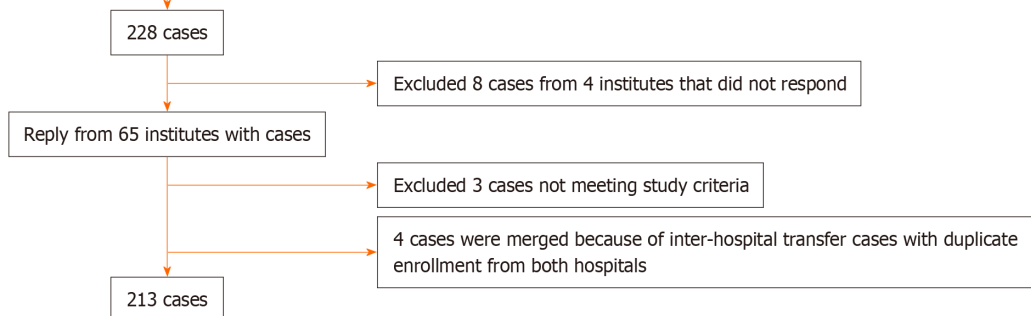 228 cases
Excluded 8 cases from 4 institutes that did not respond
Reply from 65 institutes with cases
Excluded 3 cases not meeting study criteria
4 cases were merged because of inter-hospital transfer cases with duplicate
enrollment from both hospitals
213 cases